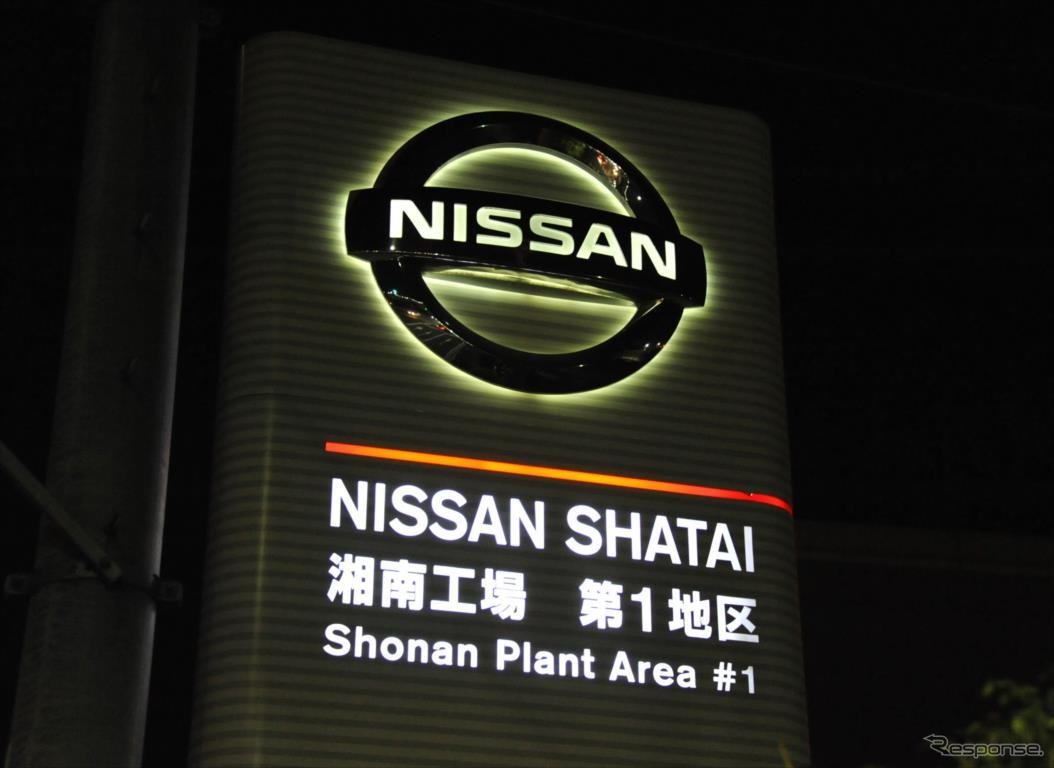 NISSAN
NISSAN SHATAI
湘南工場　第1地区
Shonan Plant Area #1
Response.